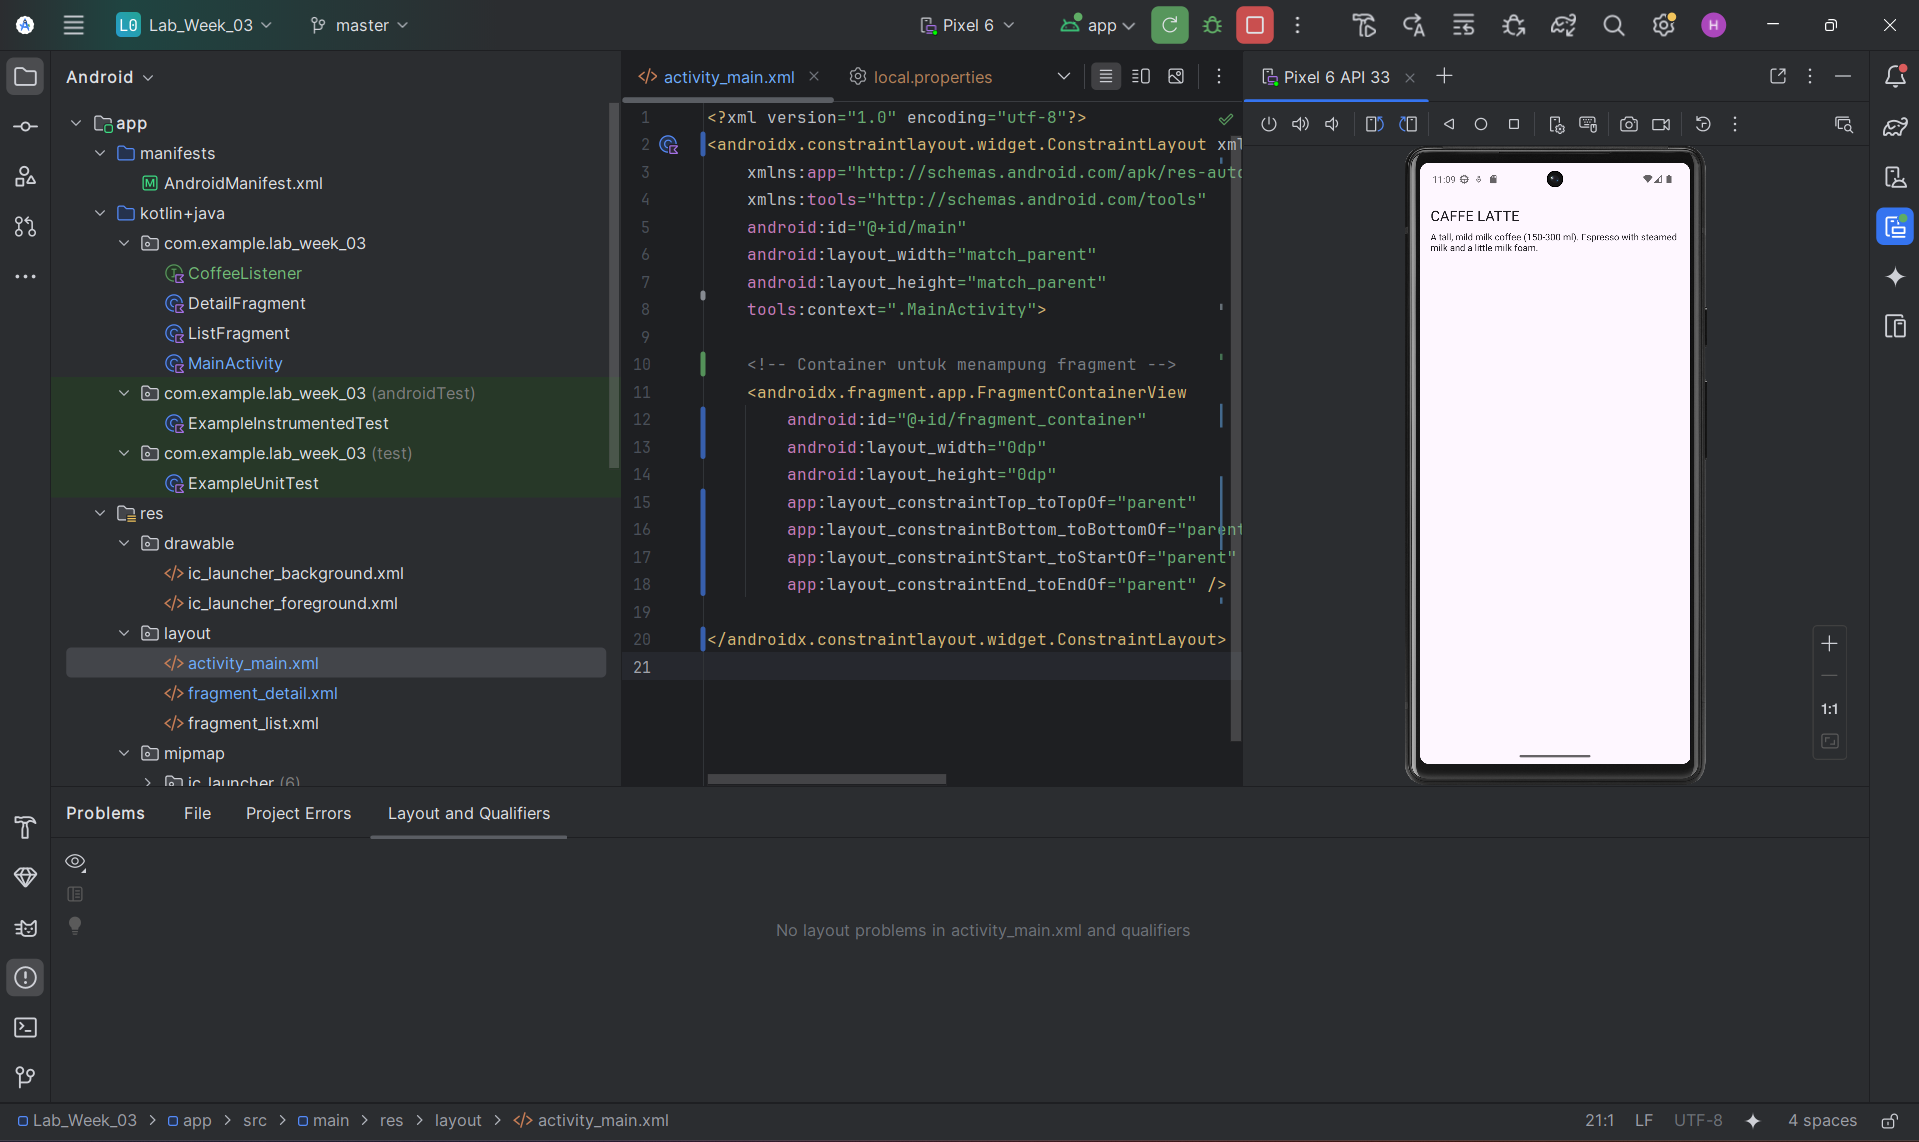 L0 Lab_Week_03 master Pixel 6 app H
Android
app
manifests
AndroidManifest.xml
kotlin+java
com.example.lab_week_03
CoffeeListener
DetailFragment
ListFragment
MainActivity
com.example.lab_week_03 (androidTest)
ExampleInstrumentedTest
com.example.lab_week_03 (test)
ExampleUnitTest
res
drawable
ic_launcher_background.xml
ic_launcher_foreground.xml
layout
activity_main.xml
fragment_detail.xml
fragment_list.xml
mipmap
ic_launcher (6)
activity_main.xml local.properties
1 <?xml version="1.0" encoding="utf-8"?>
2 <androidx.constraintlayout.widget.ConstraintLayout xml
3 xmlns:app="http://schemas.android.com/apk/res-auto
4 xmlns:tools="http://schemas.android.com/tools"
5 android:id="@+id/main"
6 android:layout_width="match_parent"
7 android:layout_height="match_parent"
8 tools:context=".MainActivity">
9
10 <!-- Container untuk menampung fragment -->
11 <androidx.fragment.app.FragmentContainerView
12 android:id="@+id/fragment_container"
13 android:layout_width="0dp"
14 android:layout_height="0dp"
15 app:layout_constraintTop_toTopOf="parent"
16 app:layout_constraintBottom_toBottomOf="parent
17 app:layout_constraintStart_toStartOf="parent"
18 app:layout_constraintEnd_toEndOf="parent" />
19
20 </androidx.constraintlayout.widget.ConstraintLayout>
21
Pixel 6 API 33
11:09
CAFFE LATTE
A tall, mild milk coffee (150-300 ml). Espresso with steamed
milk and a little milk foam.
1:1
Problems File Project Errors Layout and Qualifiers
No layout problems in activity_main.xml and qualifiers
Lab_Week_03 > app > src > main > res > layout > activity_main.xml
21:1 LF UTF-8 4 spaces